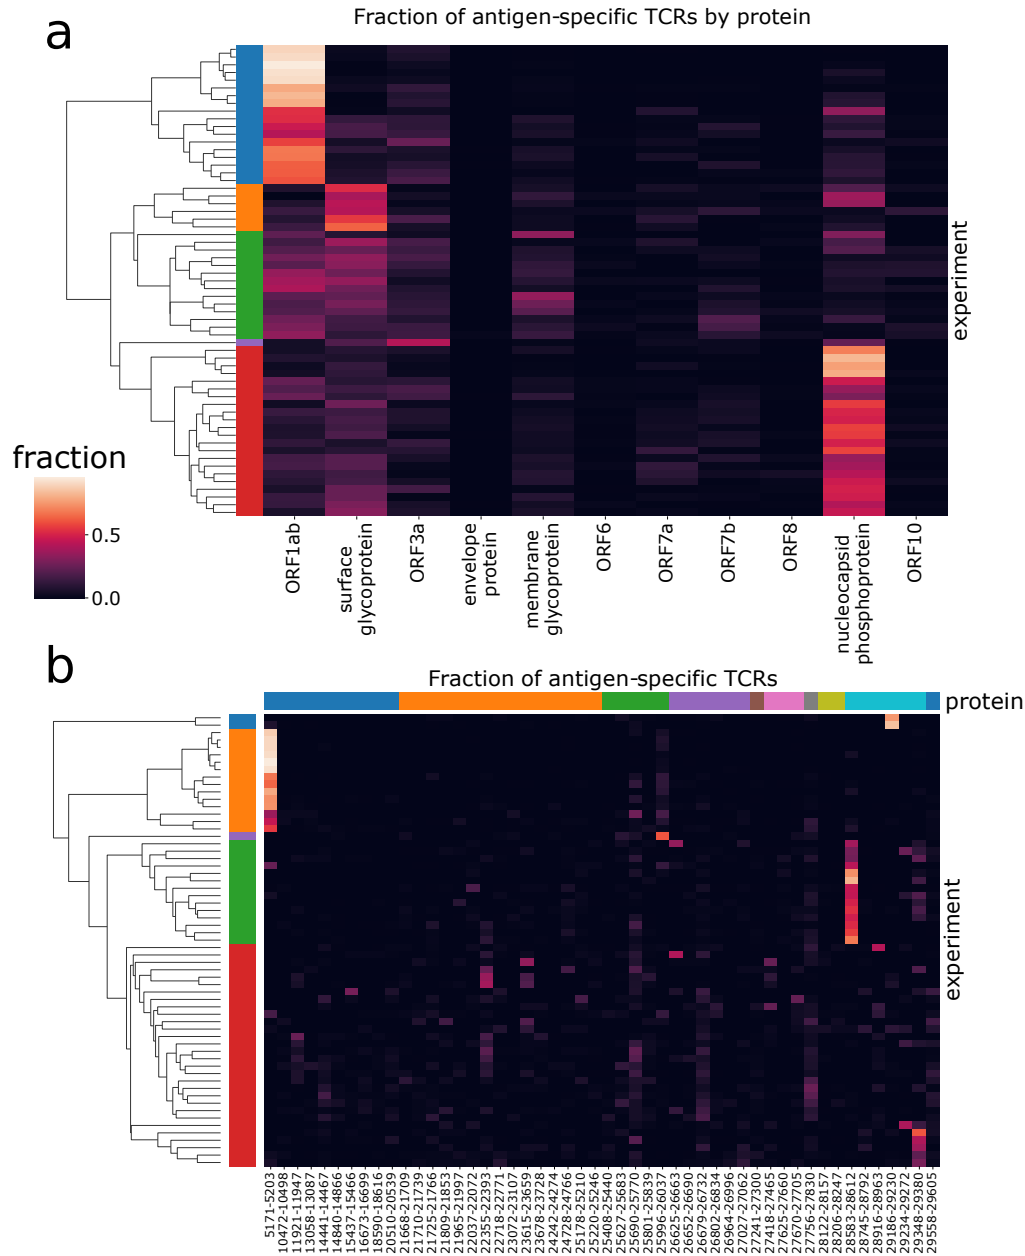 a
Fraction of antigen-specific TCRs by protein
experiment
fraction
0.5
0.0
ORF1ab
surface
glycoprotein
ORF3a
envelope
protein
membrane
glycoprotein
ORF6
ORF7a
ORF7b
ORF8
nucleocapsid
phosphoprotein
ORF10
b
Fraction of antigen-specific TCRs
protein
experiment
5171-5203
10472-10498
11921-11947
13058-13087
14441-14467
14840-14866
15437-15466
16673-16699
18590-18616
20510-20539
21668-21709
21710-21739
21725-21766
21809-21853
21965-21997
22037-22072
22355-22393
22718-22771
23072-23107
23615-23659
23678-23728
24242-24274
24728-24766
25178-25210
25220-25246
25408-25440
25627-25683
25690-25770
25801-25839
25996-26037
26625-26663
26652-26690
26679-26732
26802-26834
26964-26996
27027-27062
27241-27300
27418-27465
27625-27660
27670-27705
27756-27830
28122-28157
28206-28247
28583-28612
28745-28792
28916-28963
29186-29230
29234-29272
29348-29380
29558-29605